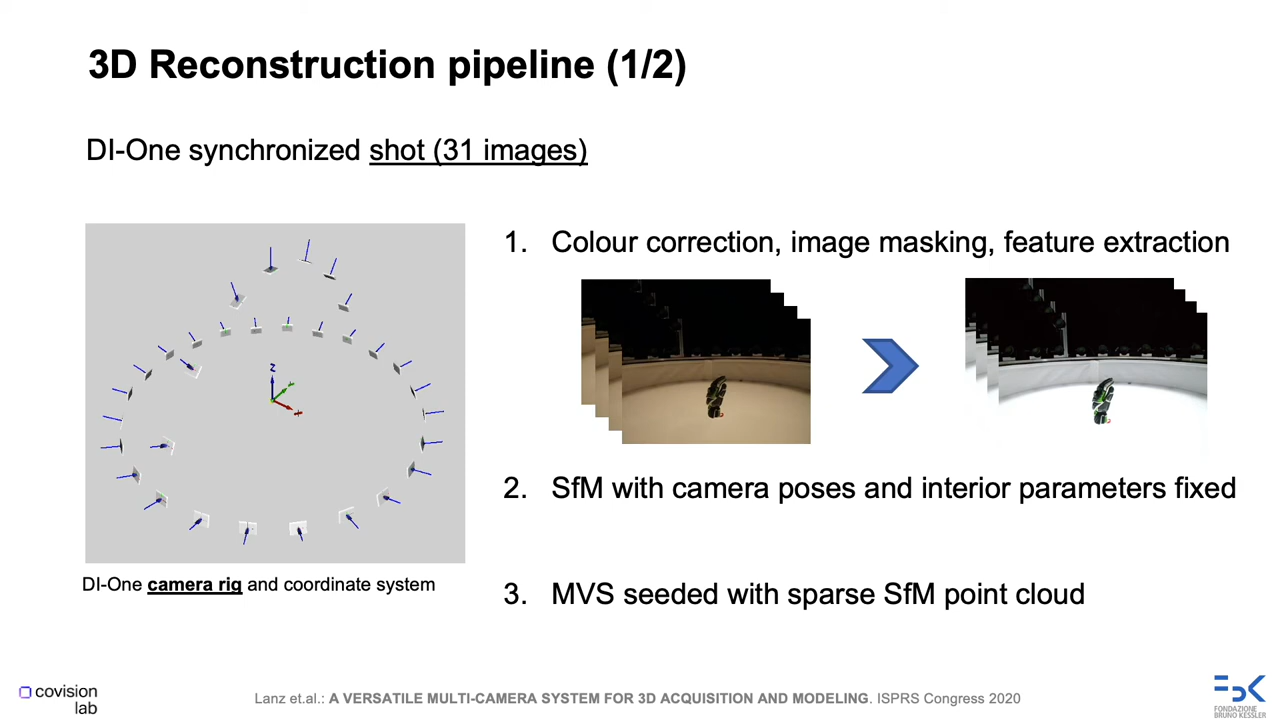 3D Reconstruction pipeline (1/2)
DI-One synchronized shot (31 images)
1. Colour correction, image masking, feature extraction
Z
2. SfM with camera poses and interior parameters fixed
DI-One camera rig and coordinate system
3. MVS seeded with sparse SfM point cloud
covision
lab
Lanz et.al.: A VERSATILE MULTI-CAMERA SYSTEM FOR 3D ACQUISITION AND MODELING. ISPRS Congress 2020
FBK
FONDAZIONE
BRUNO KESSLER